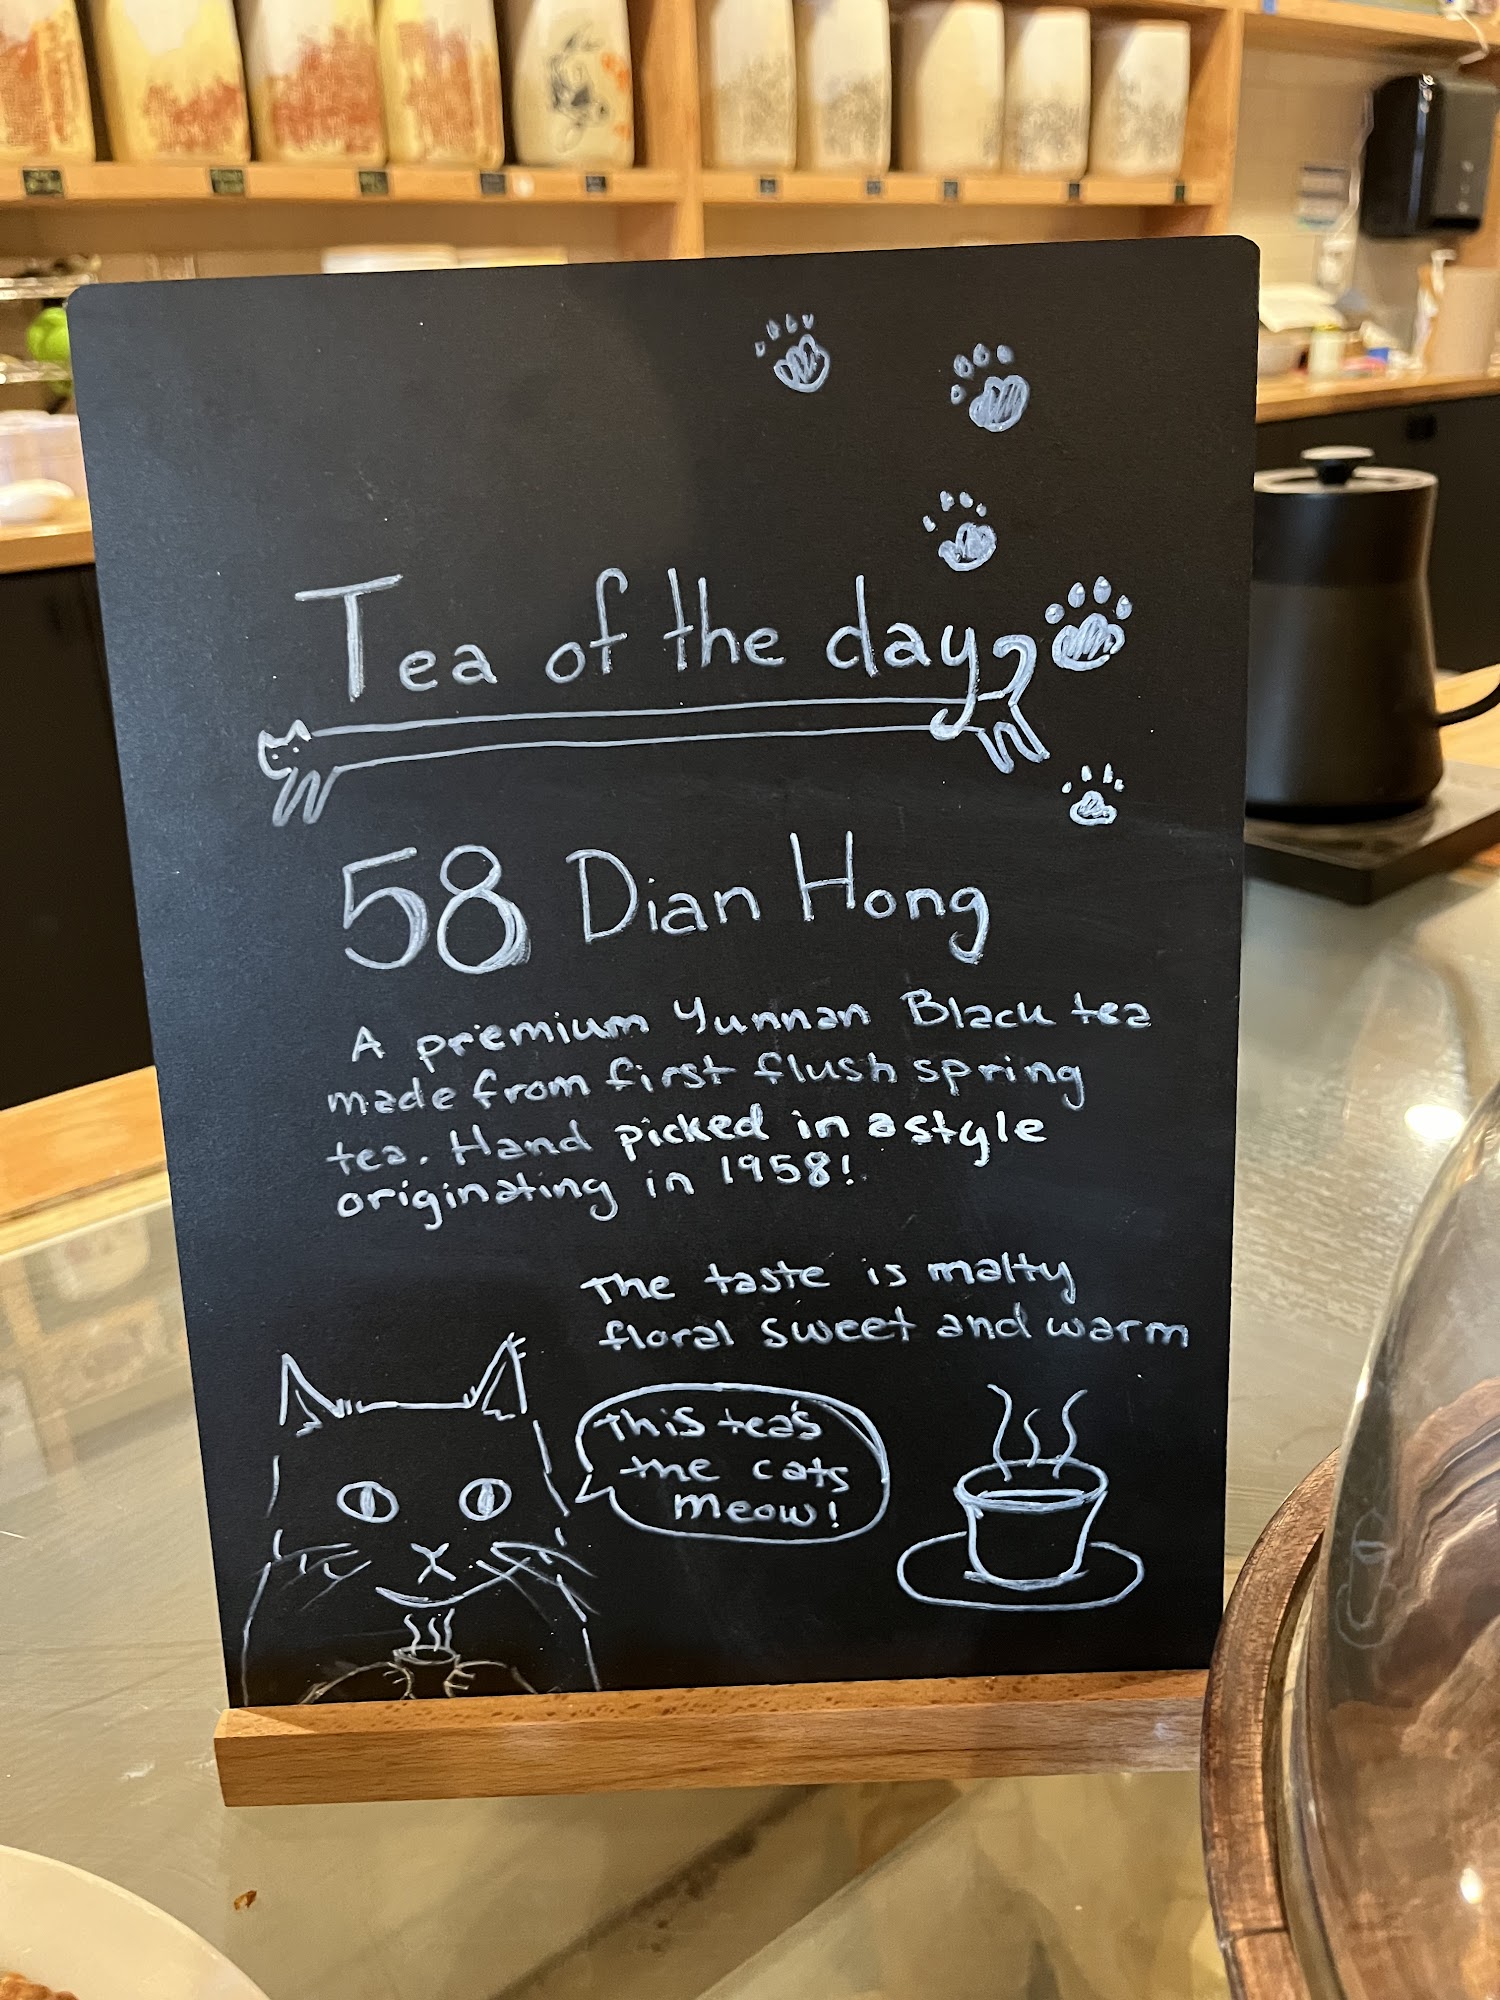 Tea of the day
58 Dian Hong
A premium Yunnan Black tea
made from first flush spring
tea. Hand picked in a style
originating in 1958!
The taste is malty
floral sweet and warm
This tea's
the cats
meow!